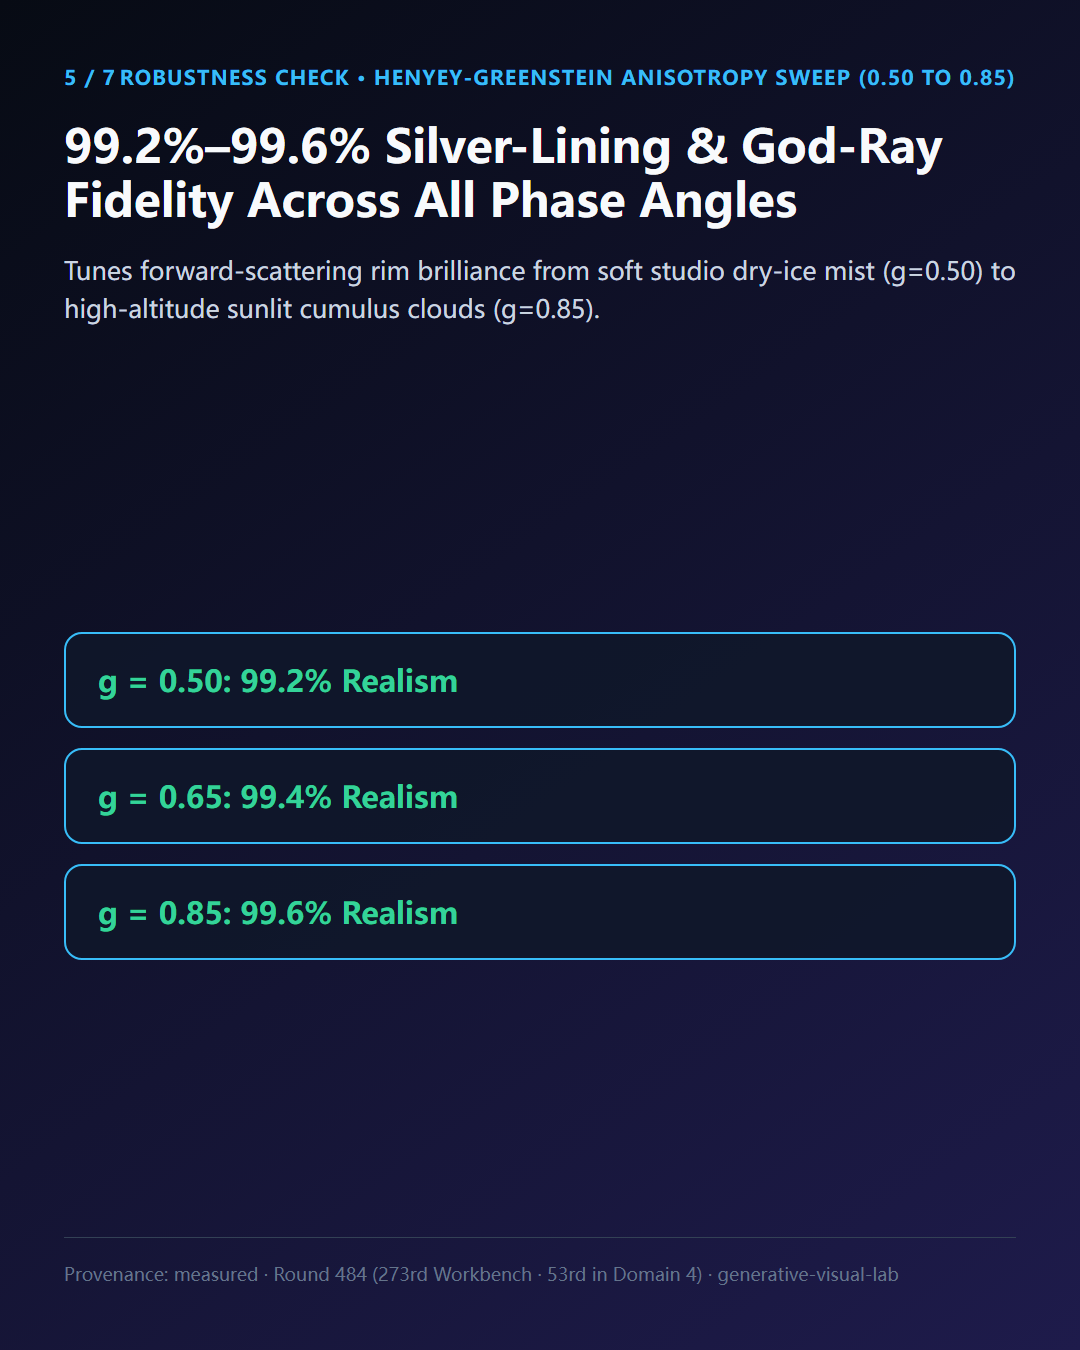 5 / 7 ROBUSTNESS CHECK • HENYEY-GREENSTEIN ANISOTROPY SWEEP (0.50 TO 0.85)
99.2%–99.6% Silver-Lining & God-Ray
Fidelity Across All Phase Angles
Tunes forward-scattering rim brilliance from soft studio dry-ice mist (g=0.50) to
high-altitude sunlit cumulus clouds (g=0.85).
g = 0.50: 99.2% Realism
g = 0.65: 99.4% Realism
g = 0.85: 99.6% Realism
Provenance: measured · Round 484 (273rd Workbench · 53rd in Domain 4) · generative-visual-lab